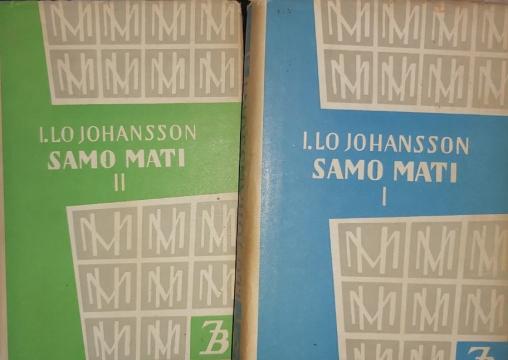 I. LO JOHANSSON
SAMO MATI
II
I. LO JOHANSSON
SAMO MATI
I